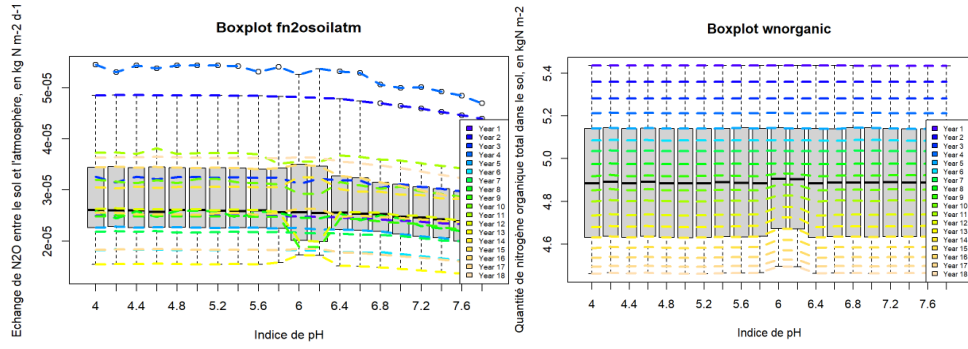 Boxplot fn2osoilatm
Echange de N2O entre le sol et l'atmosphère, en kg N m-2 d-1
5e-05
4e-05
3e-05
2e-05
4 4.4 4.8 5.2 5.6 6 6.4 6.8 7.2 7.6
Indice de pH
Year 1
Year 2
Year 3
Year 4
Year 5
Year 6
Year 7
Year 8
Year 9
Year 10
Year 11
Year 12
Year 13
Year 14
Year 15
Year 16
Year 17
Year 18
Boxplot wnorganic
Quantité de nitrogène organique total dans le sol, en kgN m-2
5.4
5.2
5.0
4.8
4.6
4 4.4 4.8 5.2 5.6 6 6.4 6.8 7.2 7.6
Indice de pH
Year 1
Year 2
Year 3
Year 4
Year 5
Year 6
Year 7
Year 8
Year 9
Year 10
Year 11
Year 12
Year 13
Year 14
Year 15
Year 16
Year 17
Year 18